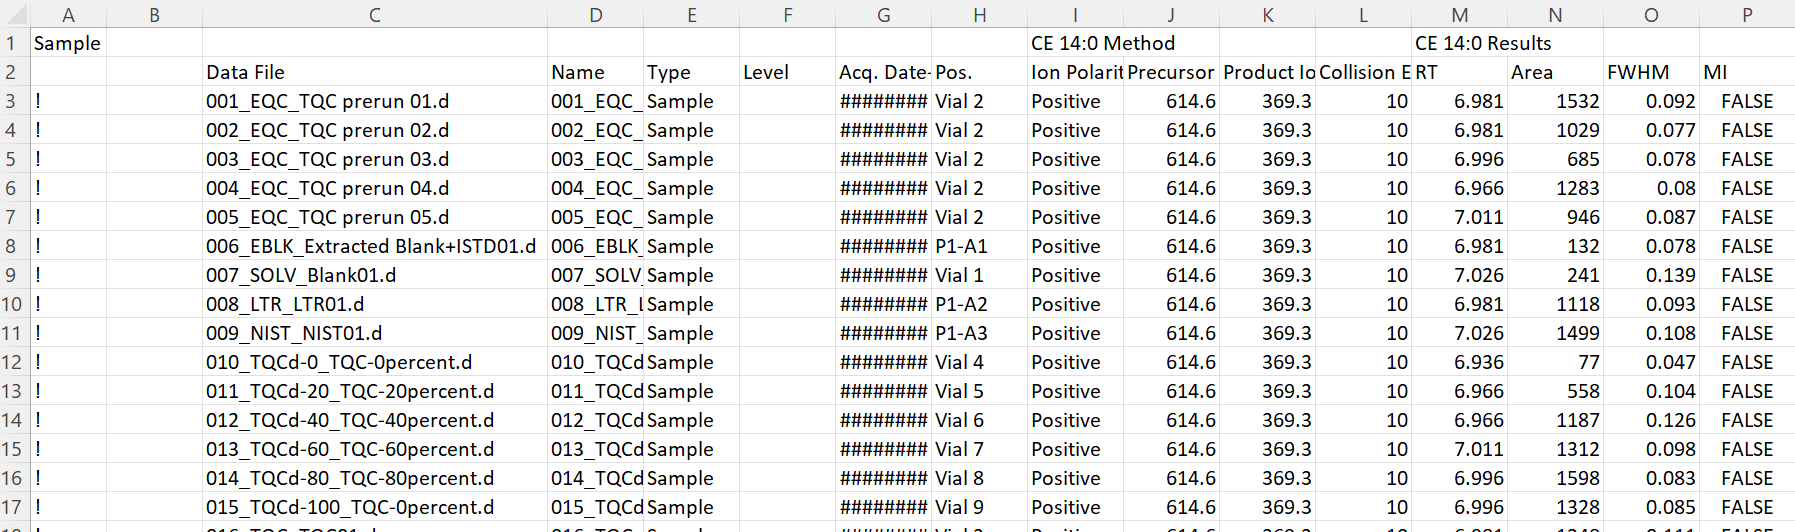 A B C D E F G H I J K L M N O P
1 Sample CE 14:0 Method CE 14:0 Results
2 Data File Name Type Level Acq. Date- Pos. Ion Polarit Precursor Product Io Collision E RT Area FWHM MI
3 ! 001_EQC_TQC prerun 01.d 001_EQC_ Sample ######## Vial 2 Positive 614.6 369.3 10 6.981 1532 0.092 FALSE
4 ! 002_EQC_TQC prerun 02.d 002_EQC_ Sample ######## Vial 2 Positive 614.6 369.3 10 6.981 1029 0.077 FALSE
5 ! 003_EQC_TQC prerun 03.d 003_EQC_ Sample ######## Vial 2 Positive 614.6 369.3 10 6.996 685 0.078 FALSE
6 ! 004_EQC_TQC prerun 04.d 004_EQC_ Sample ######## Vial 2 Positive 614.6 369.3 10 6.966 1283 0.08 FALSE
7 ! 005_EQC_TQC prerun 05.d 005_EQC_ Sample ######## Vial 2 Positive 614.6 369.3 10 7.011 946 0.087 FALSE
8 ! 006_EBLK_Extracted Blank+ISTD01.d 006_EBLK_ Sample ######## P1-A1 Positive 614.6 369.3 10 6.981 132 0.078 FALSE
9 ! 007_SOLV_Blank01.d 007_SOLV_ Sample ######## Vial 1 Positive 614.6 369.3 10 7.026 241 0.139 FALSE
10 ! 008_LTR_LTR01.d 008_LTR_L Sample ######## P1-A2 Positive 614.6 369.3 10 6.981 1118 0.093 FALSE
11 ! 009_NIST_NIST01.d 009_NIST_ Sample ######## P1-A3 Positive 614.6 369.3 10 7.026 1499 0.108 FALSE
12 ! 010_TQCd-0_TQC-0percent.d 010_TQCd Sample ######## Vial 4 Positive 614.6 369.3 10 6.936 77 0.047 FALSE
13 ! 011_TQCd-20_TQC-20percent.d 011_TQCd Sample ######## Vial 5 Positive 614.6 369.3 10 6.966 558 0.104 FALSE
14 ! 012_TQCd-40_TQC-40percent.d 012_TQCd Sample ######## Vial 6 Positive 614.6 369.3 10 6.966 1187 0.126 FALSE
15 ! 013_TQCd-60_TQC-60percent.d 013_TQCd Sample ######## Vial 7 Positive 614.6 369.3 10 7.011 1312 0.098 FALSE
16 ! 014_TQCd-80_TQC-80percent.d 014_TQCd Sample ######## Vial 8 Positive 614.6 369.3 10 6.996 1598 0.083 FALSE
17 ! 015_TQCd-100_TQC-0percent.d 015_TQCd Sample ######## Vial 9 Positive 614.6 369.3 10 6.996 1328 0.085 FALSE